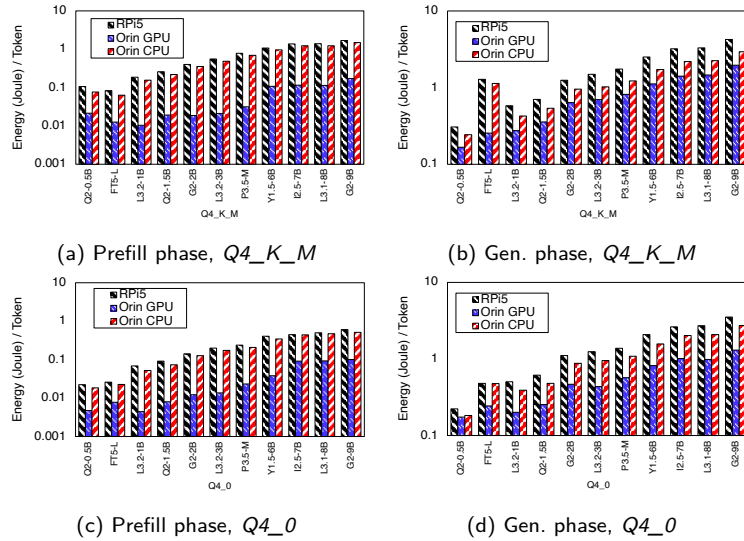 Energy (Joule) / Token
10
1
0.1
0.01
0.001
RPi5
Orin GPU
Orin CPU
Q2-0.5B
FT5-L
L3.2-1B
Q2-1.5B
G2-2B
L3.2-3B
P3.5-M
Y1.5-6B
I2.5-7B
L3.1-8B
G2-9B
Q4_K_M
(a) Prefill phase, Q4_K_M
Energy (Joule) / Token
10
1
0.1
RPi5
Orin GPU
Orin CPU
Q2-0.5B
FT5-L
L3.2-1B
Q2-1.5B
G2-2B
L3.2-3B
P3.5-M
Y1.5-6B
I2.5-7B
L3.1-8B
G2-9B
Q4_K_M
(b) Gen. phase, Q4_K_M
Energy (Joule) / Token
10
1
0.1
0.01
0.001
RPi5
Orin GPU
Orin CPU
Q2-0.5B
FT5-L
L3.2-1B
Q2-1.5B
G2-2B
L3.2-3B
P3.5-M
Y1.5-6B
I2.5-7B
L3.1-8B
G2-9B
Q4_0
(c) Prefill phase, Q4_0
Energy (Joule) / Token
10
1
0.1
RPi5
Orin GPU
Orin CPU
Q2-0.5B
FT5-L
L3.2-1B
Q2-1.5B
G2-2B
L3.2-3B
P3.5-M
Y1.5-6B
I2.5-7B
L3.1-8B
G2-9B
Q4_0
(d) Gen. phase, Q4_0